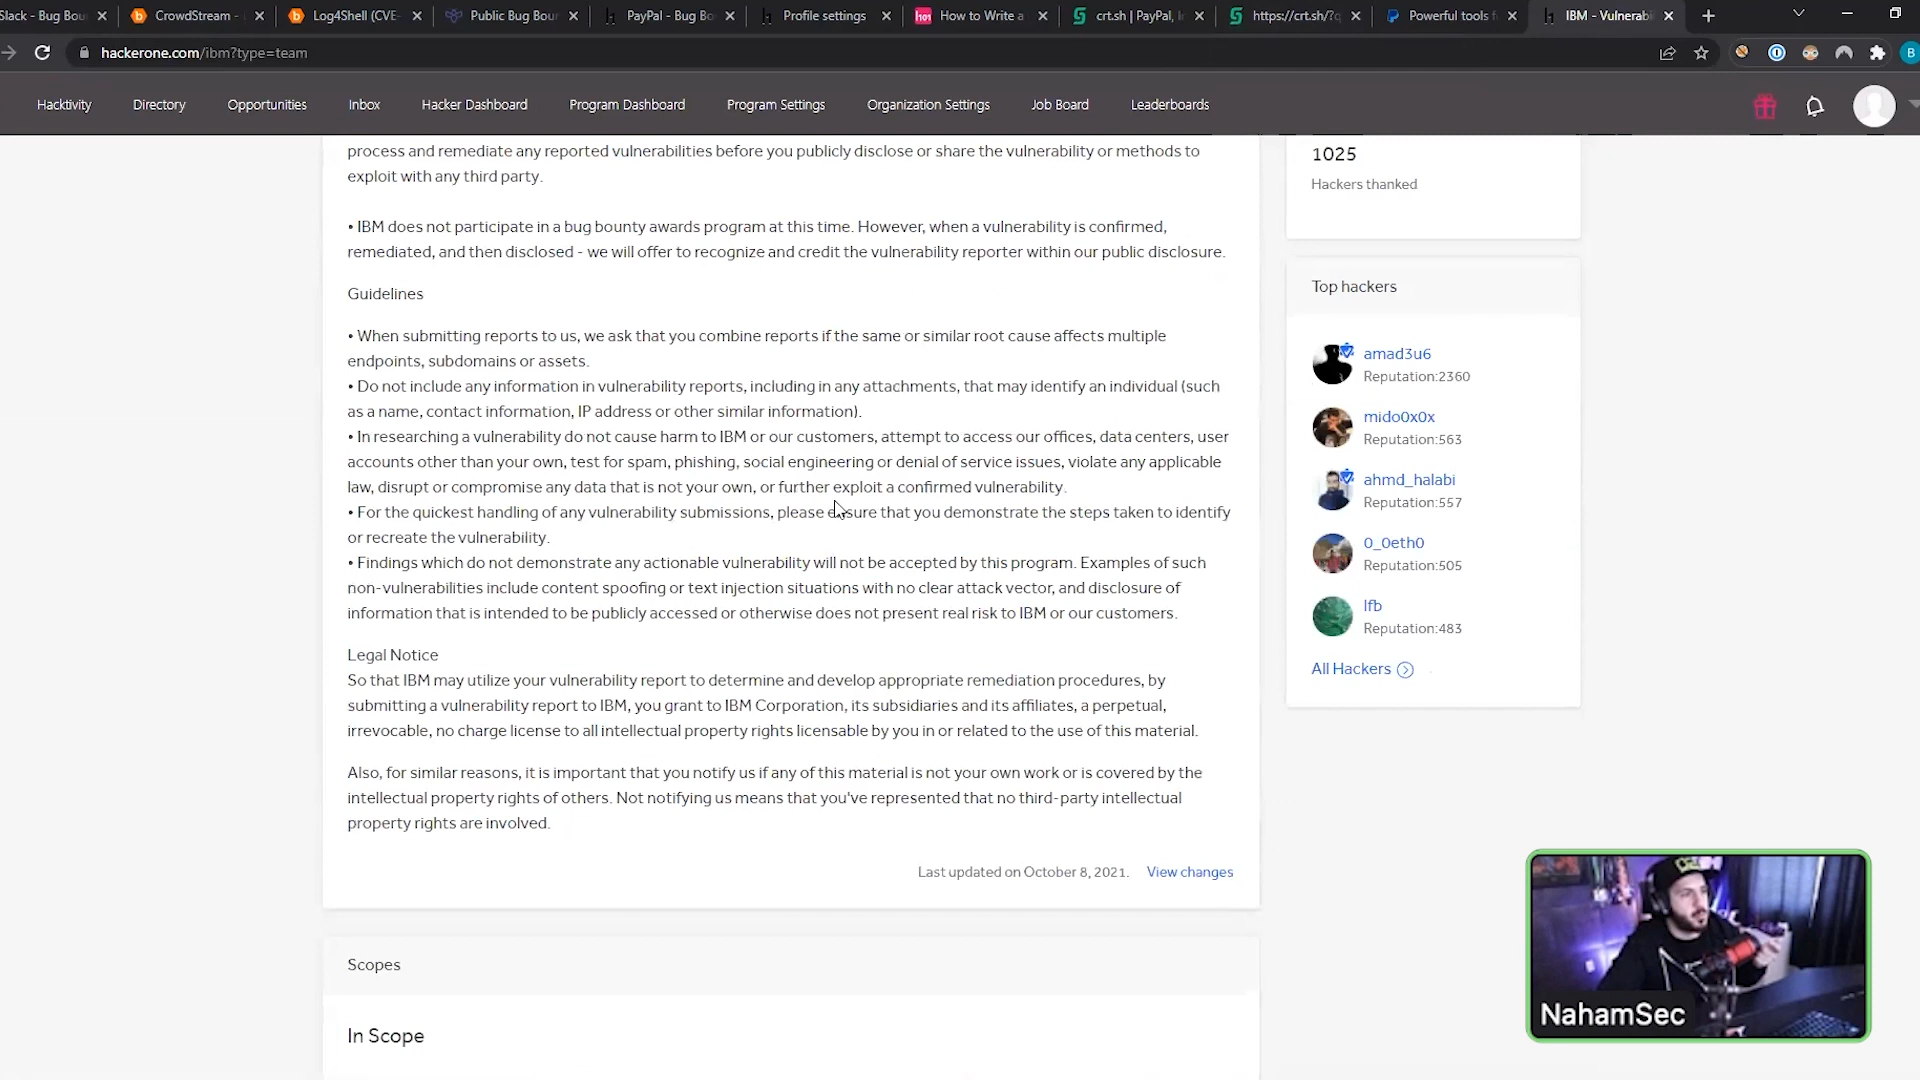 Slack - Bug Bou
CrowdStream -
Log4Shell (CVE-
Public Bug Boun
PayPal - Bug Bo
Profile settings
How to Write a
crt.sh | PayPal, I
https://crt.sh/?q
Powerful tools f
IBM - Vulnerabi
hackerone.com/ibm?type=team
B
Hacktivity Directory Opportunities Inbox Hacker Dashboard Program Dashboard Program Settings Organization Settings Job Board Leaderboards
process and remediate any reported vulnerabilities before you publicly disclose or share the vulnerability or methods to
exploit with any third party.
• IBM does not participate in a bug bounty awards program at this time. However, when a vulnerability is confirmed,
remediated, and then disclosed - we will offer to recognize and credit the vulnerability reporter within our public disclosure.
Guidelines
• When submitting reports to us, we ask that you combine reports if the same or similar root cause affects multiple
endpoints, subdomains or assets.
• Do not include any information in vulnerability reports, including in any attachments, that may identify an individual (such
as a name, contact information, IP address or other similar information).
• In researching a vulnerability do not cause harm to IBM or our customers, attempt to access our offices, data centers, user
accounts other than your own, test for spam, phishing, social engineering or denial of service issues, violate any applicable
law, disrupt or compromise any data that is not your own, or further exploit a confirmed vulnerability.
• For the quickest handling of any vulnerability submissions, please ensure that you demonstrate the steps taken to identify
or recreate the vulnerability.
• Findings which do not demonstrate any actionable vulnerability will not be accepted by this program. Examples of such
non-vulnerabilities include content spoofing or text injection situations with no clear attack vector, and disclosure of
information that is intended to be publicly accessed or otherwise does not present real risk to IBM or our customers.
Legal Notice
So that IBM may utilize your vulnerability report to determine and develop appropriate remediation procedures, by
submitting a vulnerability report to IBM, you grant to IBM Corporation, its subsidiaries and its affiliates, a perpetual,
irrevocable, no charge license to all intellectual property rights licensable by you in or related to the use of this material.
Also, for similar reasons, it is important that you notify us if any of this material is not your own work or is covered by the
intellectual property rights of others. Not notifying us means that you've represented that no third-party intellectual
property rights are involved.
Last updated on October 8, 2021. View changes
Scopes
In Scope
1025
Hackers thanked
Top hackers
amad3u6
Reputation:2360
mido0x0x
Reputation:563
ahmd_halabi
Reputation:557
0_0eth0
Reputation:505
lfb
Reputation:483
All Hackers
NahamSec